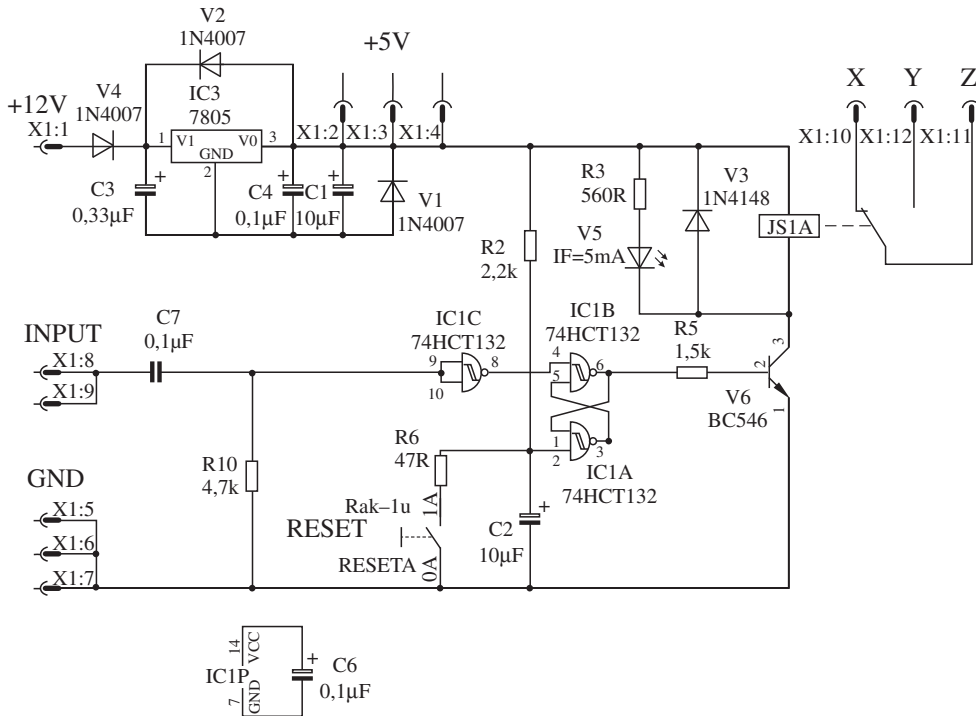 V2
1N4007
+5V
IC3
7805
V4
1N4007
+12V
X1:1
1
V1
V0
3
GND
2
X1:2
X1:3
X1:4
C3
0,33µF
+
C4
0,1µF
+
C1
10µF
+
V1
1N4007
X
Y
Z
X1:10
X1:12
X1:11
R3
560R
V3
1N4148
JS1A
V5
IF=5mA
R2
2,2k
INPUT
X1:8
X1:9
C7
0,1µF
IC1C
74HCT132
9
10
8
IC1B
74HCT132
4
5
6
R5
1,5k
3
2
1
V6
BC546
1
2
3
IC1A
74HCT132
R6
47R
R10
4,7k
GND
X1:5
X1:6
X1:7
Rak–1u
1A
RESET
RESETA
0A
C2
10µF
+
14
VCC
IC1P
7
GND
+
C6
0,1µF